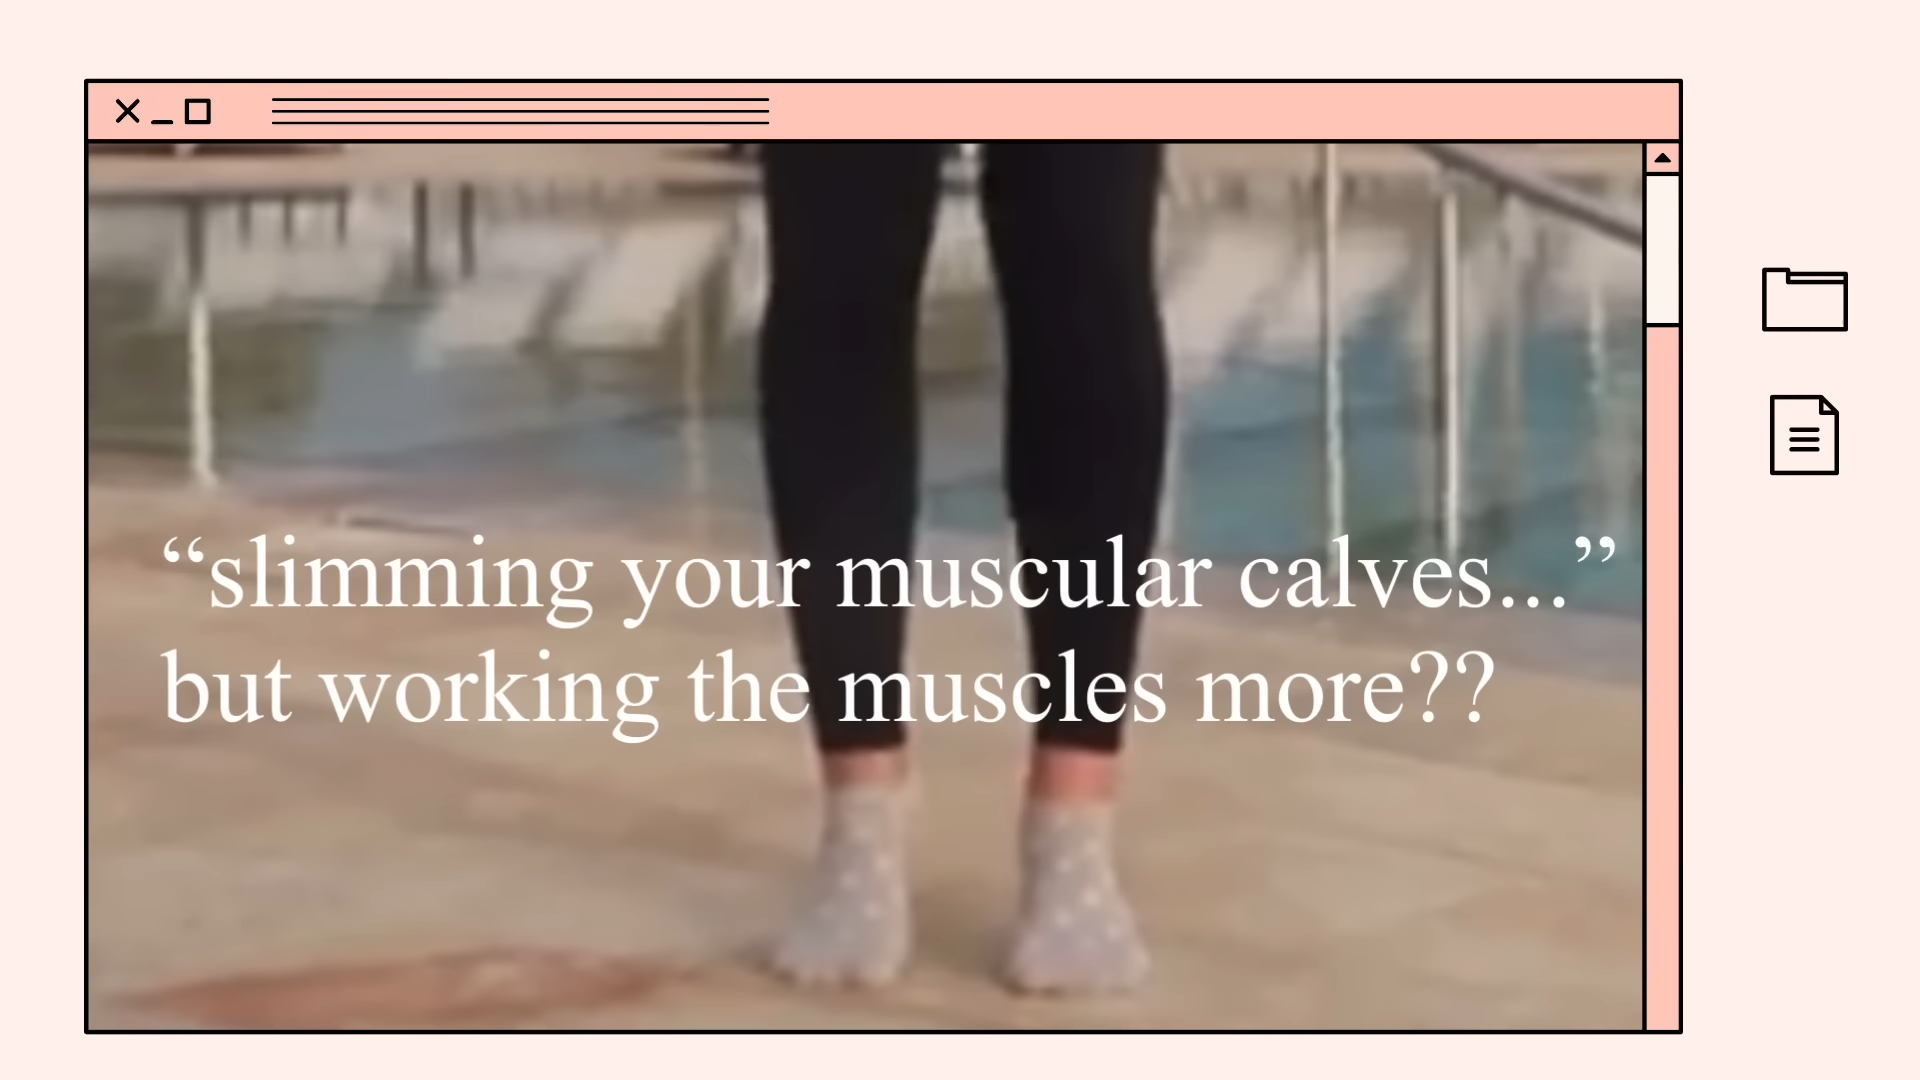 “slimming your muscular calves...”
but working the muscles more??